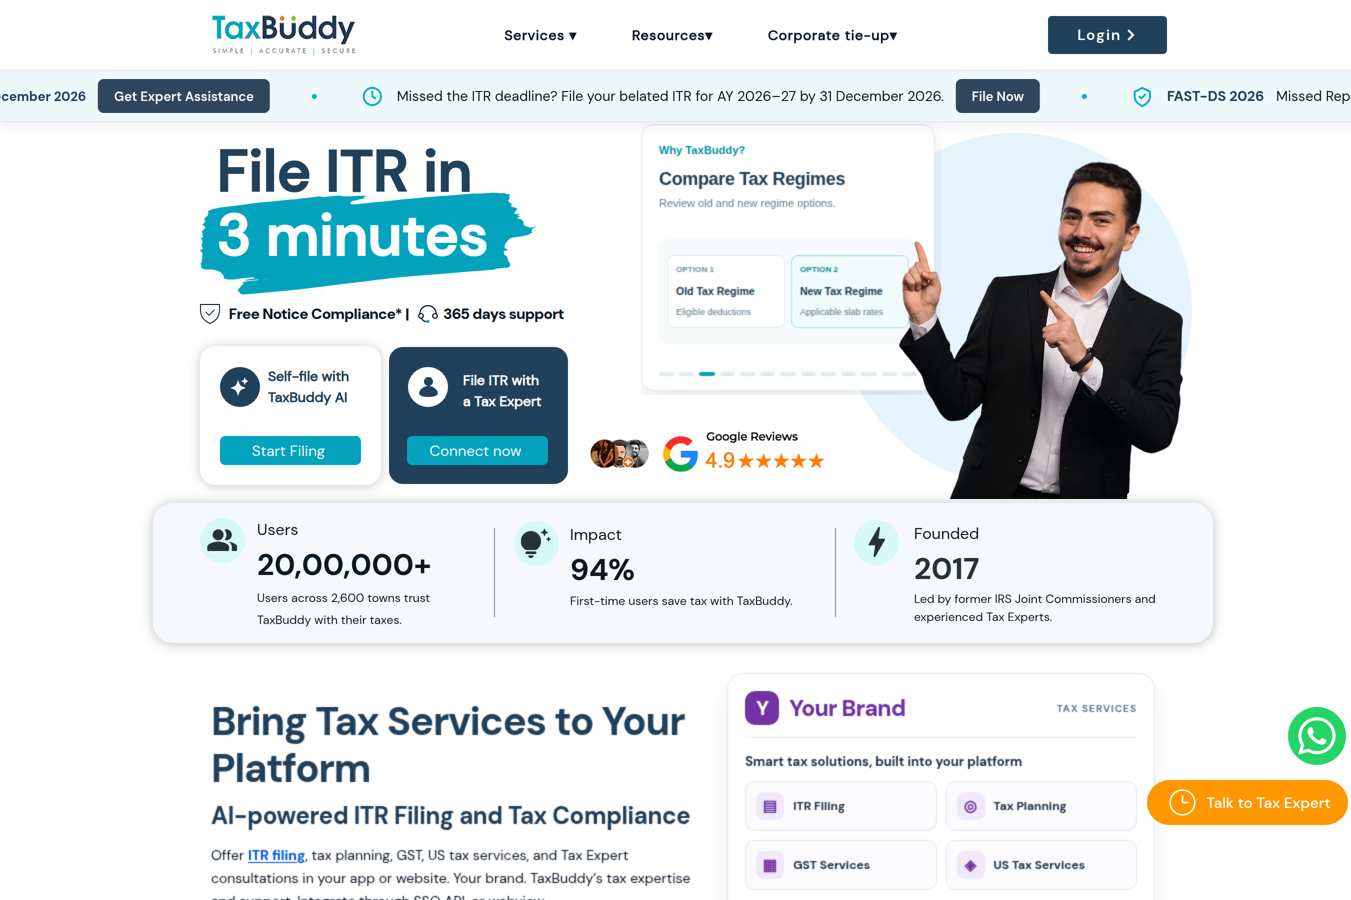 TaxBuddy
SIMPLE | ACCURATE | SECURE
Services ▾
Resources▾
Corporate tie-up▾
Login
December 2026
Get Expert Assistance
Missed the ITR deadline? File your belated ITR for AY 2026–27 by 31 December 2026.
File Now
FAST-DS 2026 Missed Rep
File ITR in
3 minutes
Free Notice Compliance* |
365 days support
Self-file with
TaxBuddy AI
Start Filing
File ITR with
a Tax Expert
Connect now
Why TaxBuddy?
Compare Tax Regimes
Review old and new regime options.
OPTION 1
Old Tax Regime
Eligible deductions
OPTION 2
New Tax Regime
Applicable slab rates
Google Reviews
4.9
Users
20,00,000+
Users across 2,600 towns trust
TaxBuddy with their taxes.
Impact
94%
First-time users save tax with TaxBuddy.
Founded
2017
Led by former IRS Joint Commissioners and
experienced Tax Experts.
Bring Tax Services to Your
Platform
AI-powered ITR Filing and Tax Compliance
Offer ITR filing, tax planning, GST, US tax services, and Tax Expert
consultations in your app or website. Your brand. TaxBuddy's tax expertise
and support. Integrate through SSO API, or webview.
Y
Your Brand
TAX SERVICES
Smart tax solutions, built into your platform
ITR Filing
Tax Planning
GST Services
US Tax Services
Talk to Tax Expert